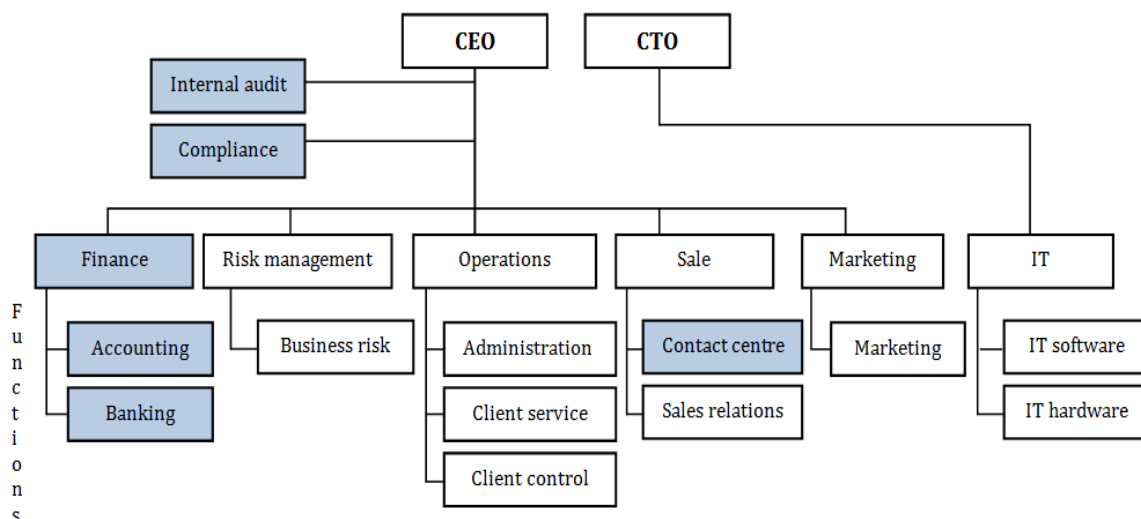 CEO
CTO
Internal audit
Compliance
Finance
Risk management
Operations
Sale
Marketing
IT
Functions
Accounting
Business risk
Administration
Contact centre
Marketing
IT software
Banking
Client service
Sales relations
IT hardware
Client control